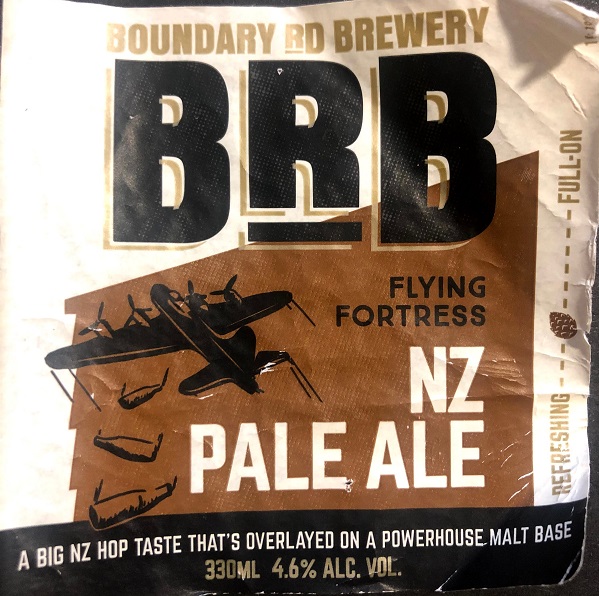 BOUNDARY RD BREWERY
BRB
FLYING
FORTRESS
NZ
PALE ALE
FULL-ON
REFRESHING
A BIG NZ HOP TASTE THAT'S OVERLAYED ON A POWERHOUSE MALT BASE
330ML 4.6% ALC. VOL.